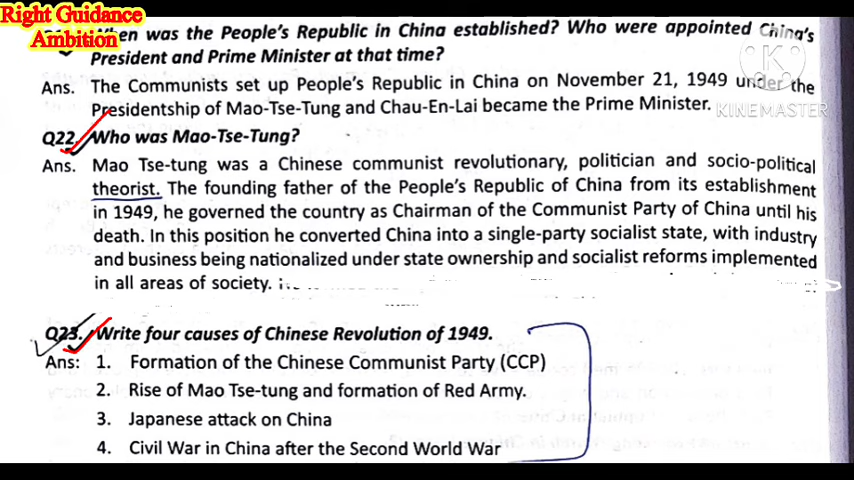 Right Guidance
Ambition
When was the People's Republic in China established? Who were appointed China's
President and Prime Minister at that time?
Ans. The Communists set up People's Republic in China on November 21, 1949 under the
Presidentship of Mao-Tse-Tung and Chau-En-Lai became the Prime Minister.
KINEMASTER
Q22. Who was Mao-Tse-Tung?
Ans. Mao Tse-tung was a Chinese communist revolutionary, politician and socio-political
theorist. The founding father of the People's Republic of China from its establishment
in 1949, he governed the country as Chairman of the Communist Party of China until his
death. In this position he converted China into a single-party socialist state, with industry
and business being nationalized under state ownership and socialist reforms implemented
in all areas of society.
Q23. Write four causes of Chinese Revolution of 1949.
Ans: 1. Formation of the Chinese Communist Party (CCP)
2. Rise of Mao Tse-tung and formation of Red Army.
3. Japanese attack on China
4. Civil War in China after the Second World War